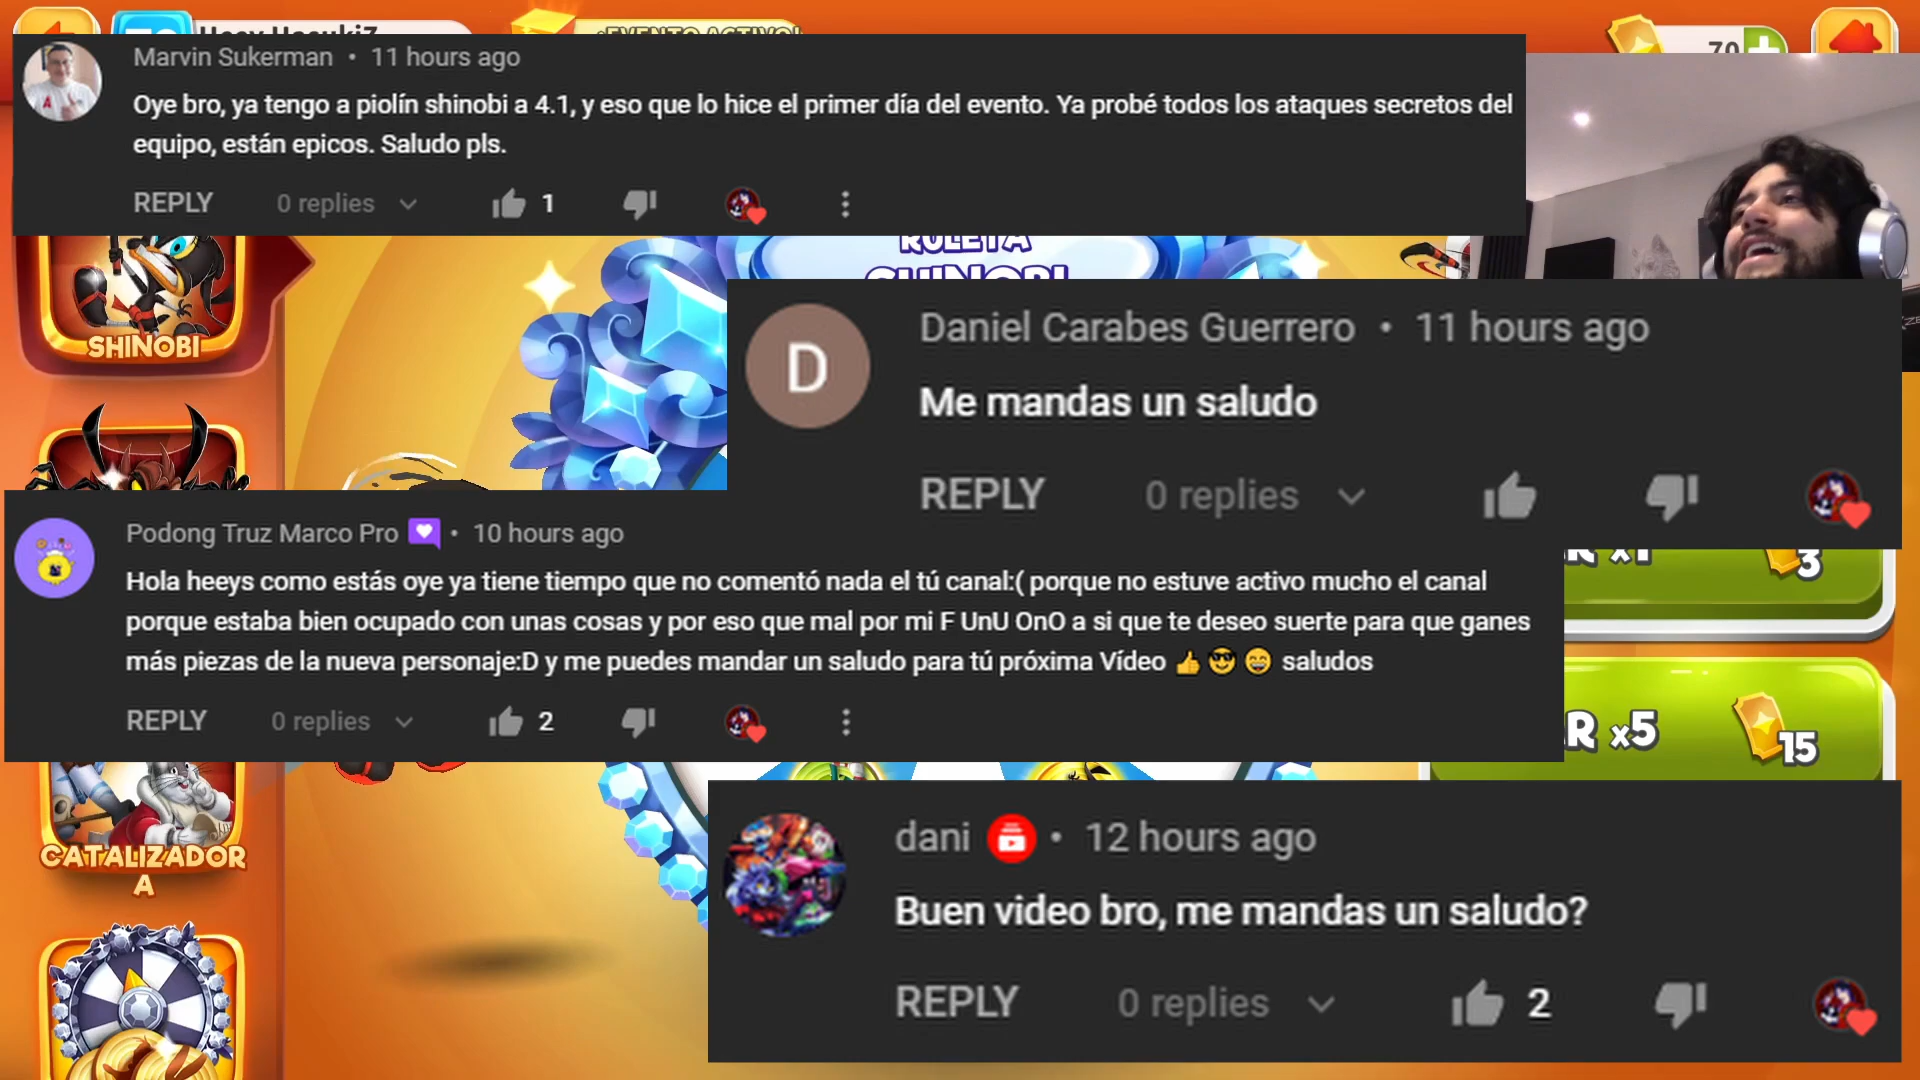 ¡EVENTO ACTIVO!
70
Marvin Sukerman • 11 hours ago
Oye bro, ya tengo a piolín shinobi a 4.1, y eso que lo hice el primer día del evento. Ya probé todos los ataques secretos del
equipo, están epicos. Saludo pls.
REPLY 0 replies 1
RULETA
SHINOBI
SHINOBI
Daniel Carabes Guerrero • 11 hours ago
Me mandas un saludo
REPLY 0 replies
x1 3
Podong Truz Marco Pro • 10 hours ago
Hola heeys como estás oye ya tiene tiempo que no comentó nada el tú canal:( porque no estuve activo mucho el canal
porque estaba bien ocupado con unas cosas y por eso que mal por mi F UnU OnO a si que te deseo suerte para que ganes
más piezas de la nueva personaje:D y me puedes mandar un saludo para tú próxima Vídeo 👍😎😁 saludos
REPLY 0 replies 2
R x5 15
CATALIZADOR
A
dani • 12 hours ago
Buen video bro, me mandas un saludo?
REPLY 0 replies 2